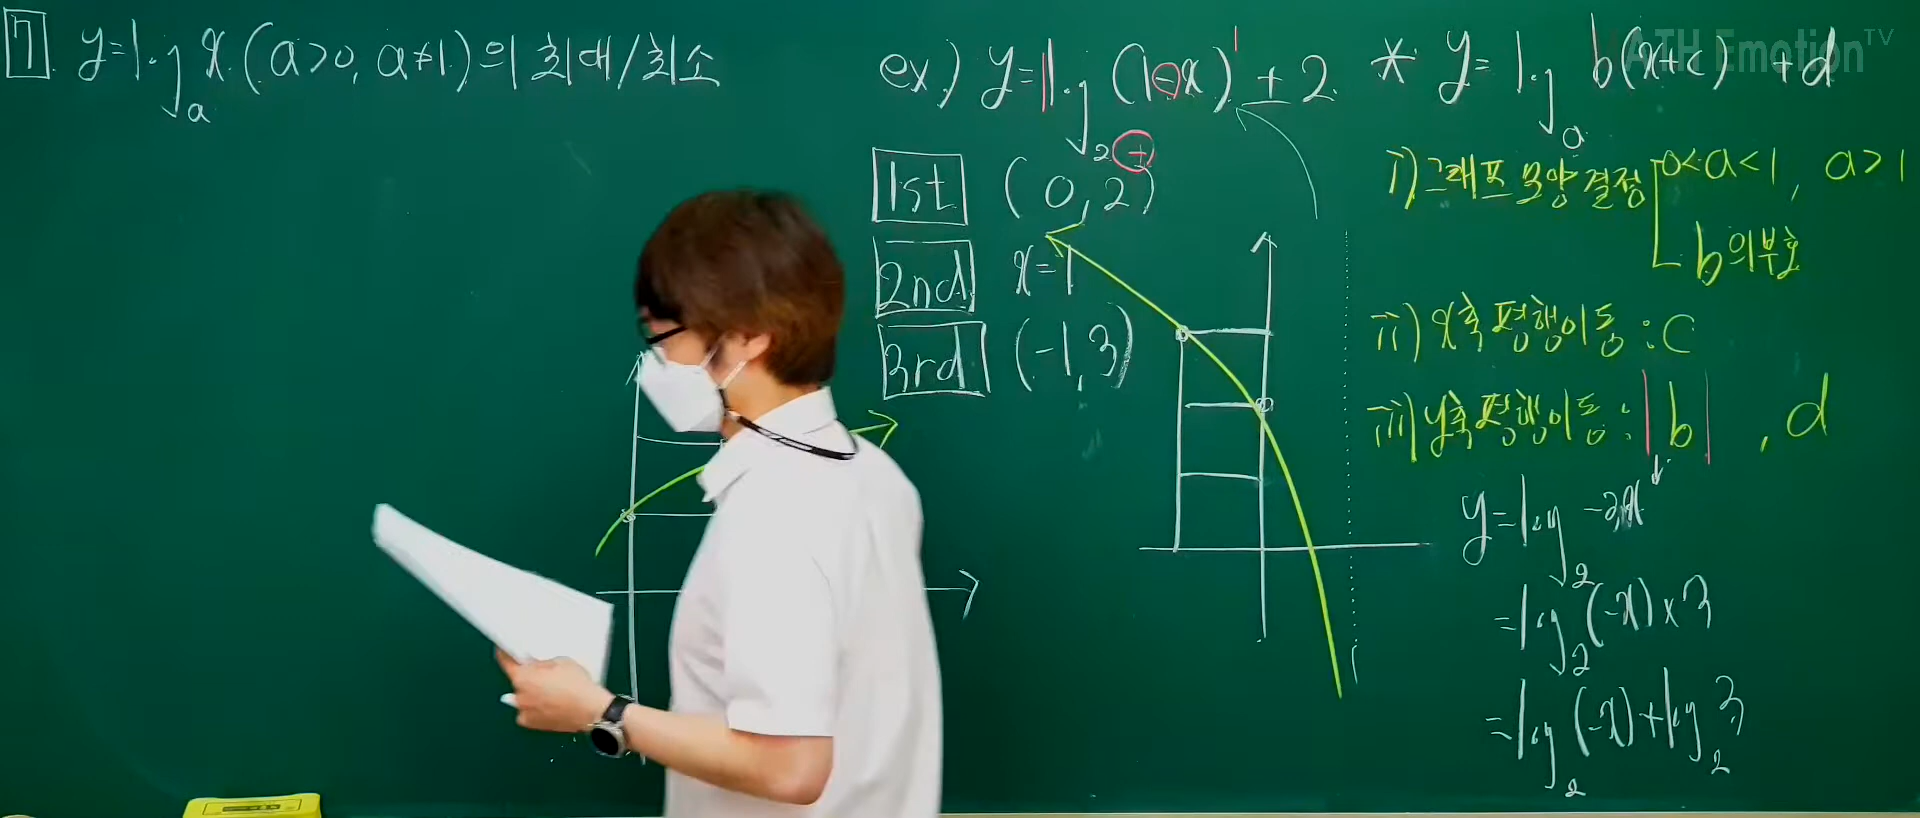 7 y=log_a x (a>0, a≠1)의 최대/최소
ex) y=log_2 (1-x)^1 + 2
1st (0,2)
2nd x=1
3rd (-1,3)
* y=log_a b(x+c) +d
ATH Emotion TV
i) 그래프 모양 결정 0<a<1, a>1
b의 부호
ii) x축 평행이동 : c
iii) y축 평행이동 : |b| , d
y=log_2 -3x
=log_2 (-x)×3
=log_2 (-x)+log_2 3